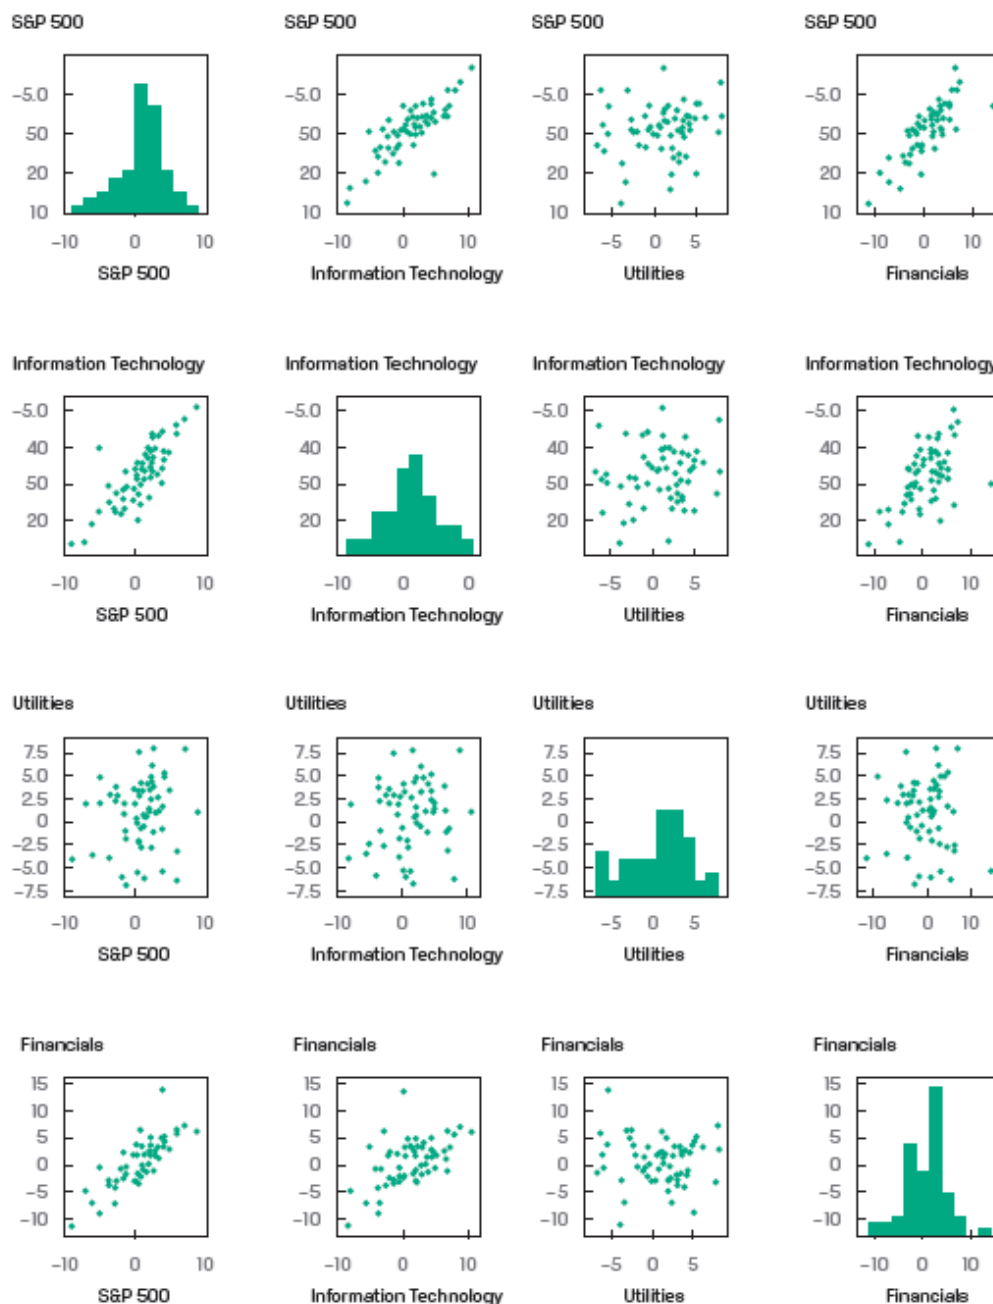 S&P 500 S&P 500 S&P 500 S&P 500
-5.0 -5.0 -5.0 -5.0
50 50 50 50
20 20 20 20
10 10 10 10
-10 0 10 -10 0 10 -5 0 5 -10 0 10
S&P 500 Information Technology Utilities Financials
Information Technology Information Technology Information Technology Information Technology
-5.0 -5.0 -5.0 -5.0
40 40 40 40
50 50 50 50
20 20 20 20
-10 0 10 -10 0 0 -5 0 5 -10 0 10
S&P 500 Information Technology Utilities Financials
Utilities Utilities Utilities Utilities
7.5 7.5 7.5 7.5
5.0 5.0 5.0 5.0
2.5 2.5 2.5 2.5
0 0 0 0
-2.5 -2.5 -2.5 -2.5
-5.0 -5.0 -5.0 -5.0
-7.5 -7.5 -7.5 -7.5
-10 0 10 -10 0 10 -5 0 5 -10 0 10
S&P 500 Information Technology Utilities Financials
Financials Financials Financials Financials
15 15 15 15
10 10 10 10
5 5 5 5
0 0 0 0
-5 -5 -5 -5
-10 -10 -10 -10
-10 0 10 -10 0 10 -5 0 5 -10 0 10
S&P 500 Information Technology Utilities Financials